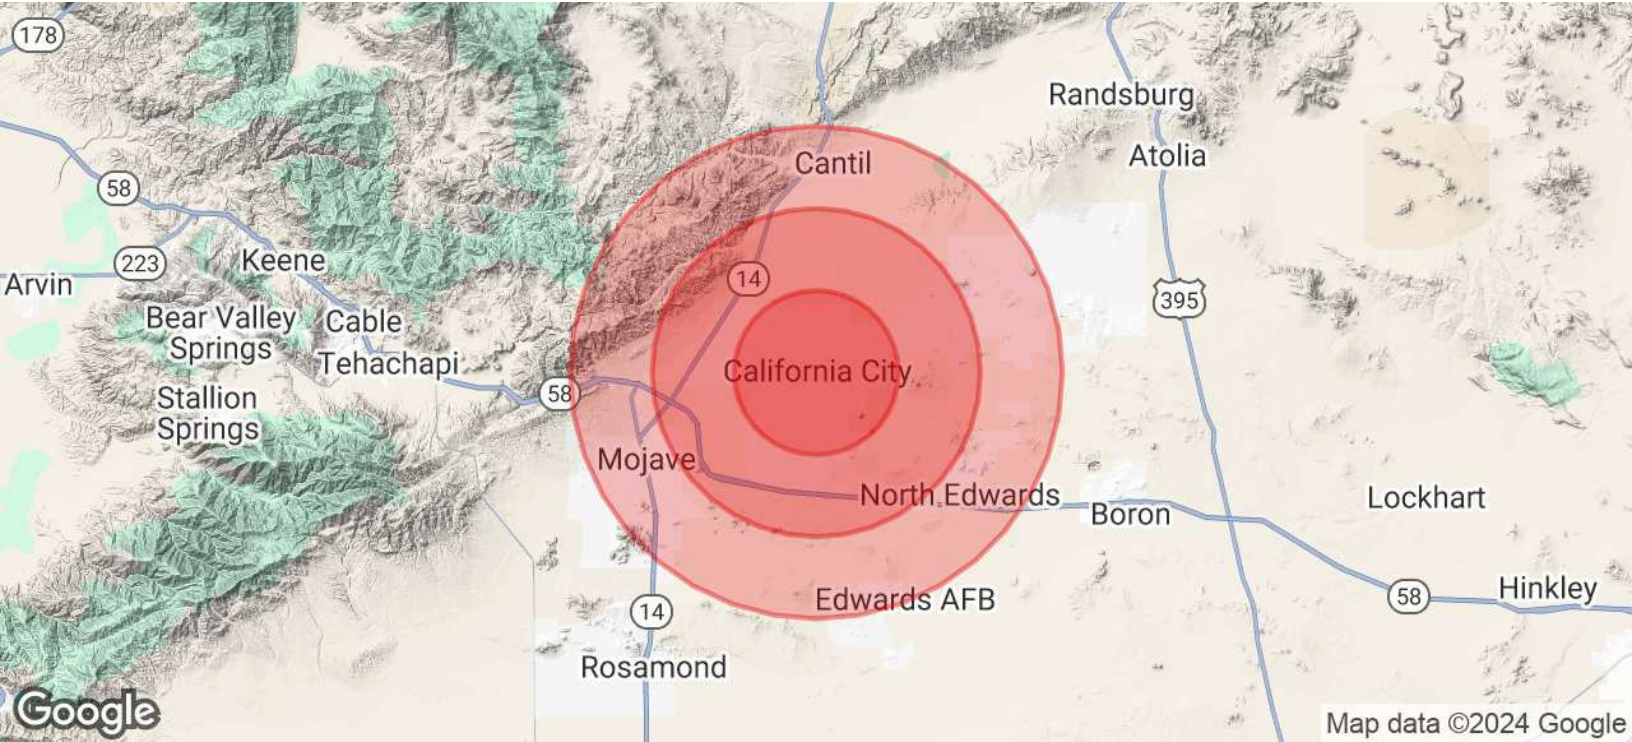 178
Randsburg
Cantil
Atolia
58
223
Keene
14
Arvin
395
Bear Valley
Springs
Cable
Tehachapi
California City
58
Stallion
Springs
Mojave
North Edwards
Lockhart
Boron
Hinkley
58
Edwards AFB
14
Rosamond
Google
Map data ©2024 Google